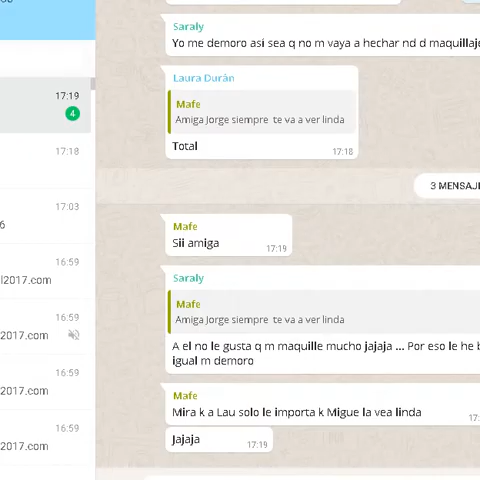 17:19
4
17:18
17:03
6
16:59
l2017.com
16:59
2017.com
16:59
2017.com
16:59
2017.com
Saraly
Yo me demoro asi sea q no m vaya a hechar nd d maquillaje
Laura Durán
Mafe
Amiga Jorge siempre te va a ver linda
Total
17:18
3 MENSAJE
Mafe
Sii amiga
17:19
Saraly
Mafe
Amiga Jorge siempre te va a ver linda
A el no le gusta q m maquille mucho jajaja ... Por eso le he
igual m demoro
Mafe
Mira k a Lau solo le importa k Migue la vea linda
17:
Jajaja
17:19